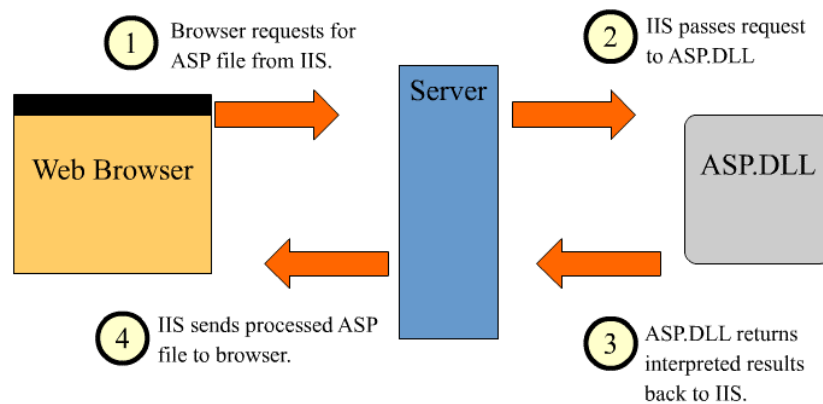 1
Browser requests for
ASP file from IIS.
2
IIS passes request
to ASP.DLL
Server
Web Browser
ASP.DLL
4
IIS sends processed ASP
file to browser.
3
ASP.DLL returns
interpreted results
back to IIS.